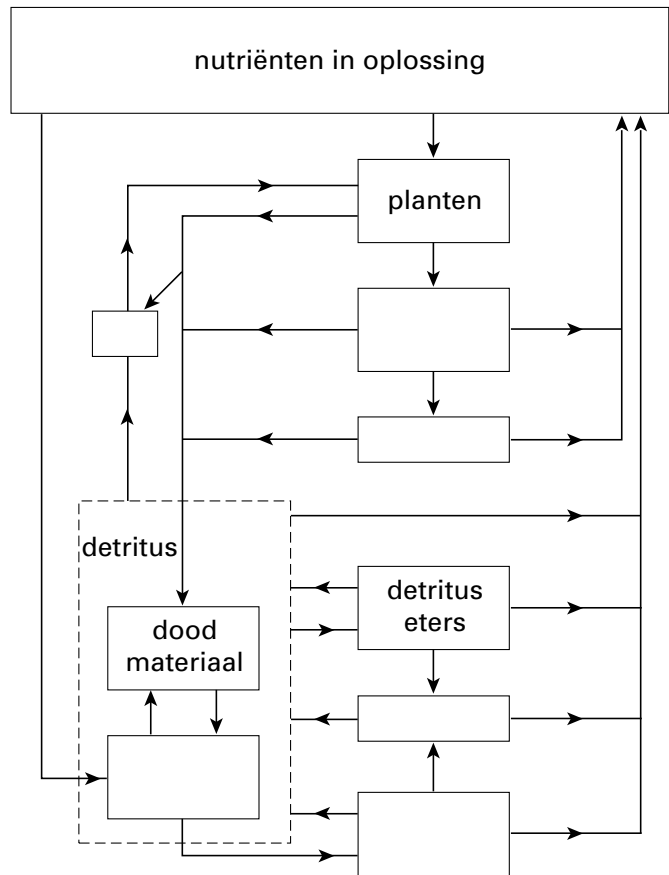 nutriënten in oplossing
planten
detritus
dood
materiaal
detritus
eters